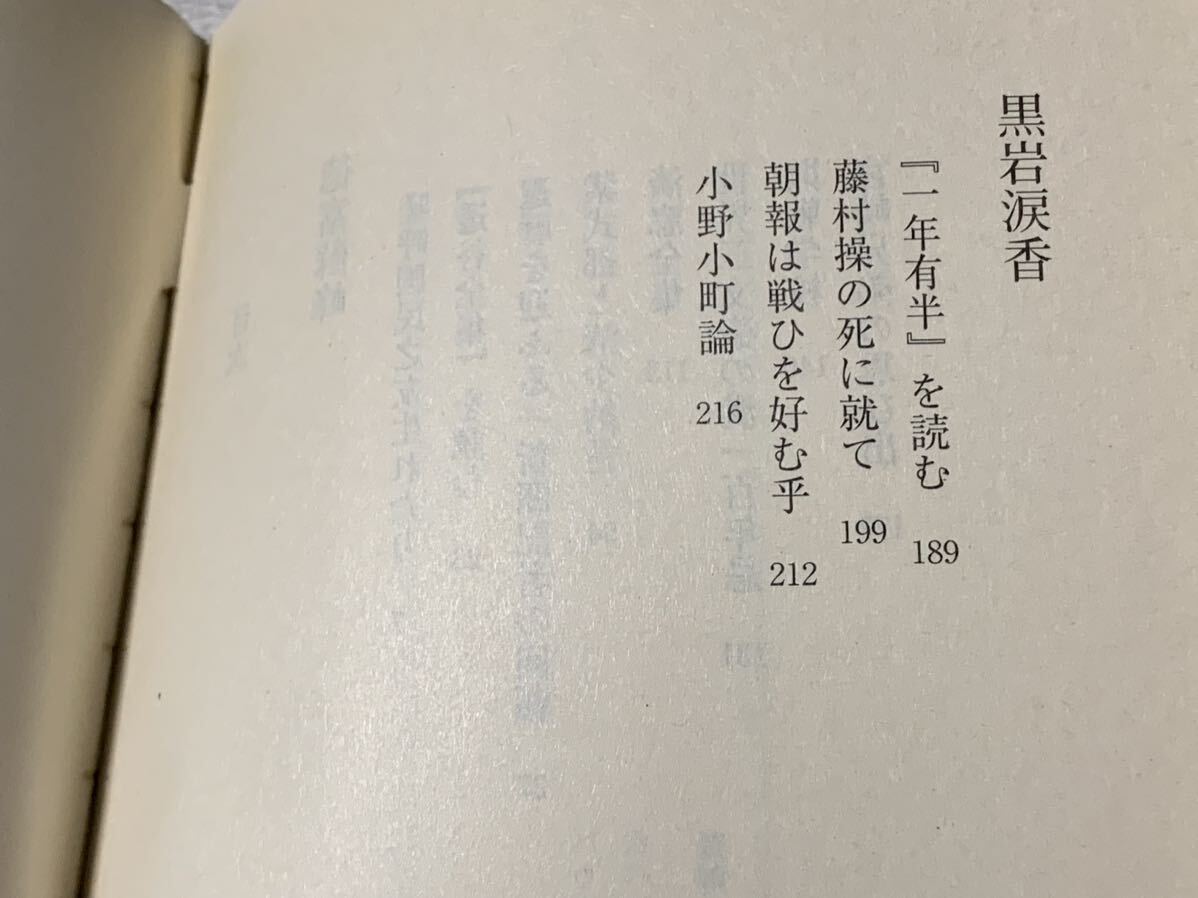 黒岩涙香
『一年有半』を読む 189
藤村操の死に就て 199
朝報は戦ひを好む乎 212
小野小町論 216